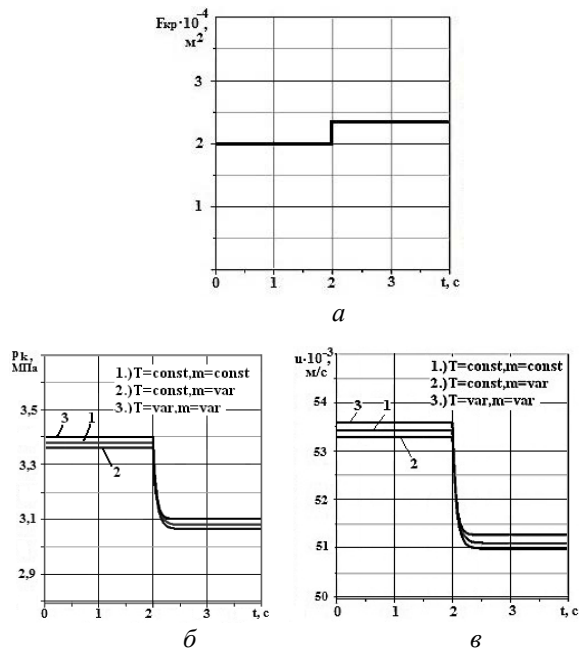 Fкр·10⁻⁴,
м²
4
3
2
1
0 1 2 3 t, c
а
Pк,
МПа
1.)T=const,m=const
2.)T=const,m=var
3.)T=var,m=var
3,5
3 1
3,3
2
3,1
2,9
0 1 2 3 t, c
б
u·10⁻³,
м/с
1.)T=const,m=const
2.)T=const,m=var
3.)T=var,m=var
54
3 1
53
2
52
51
50
0 1 2 3 t, c
в